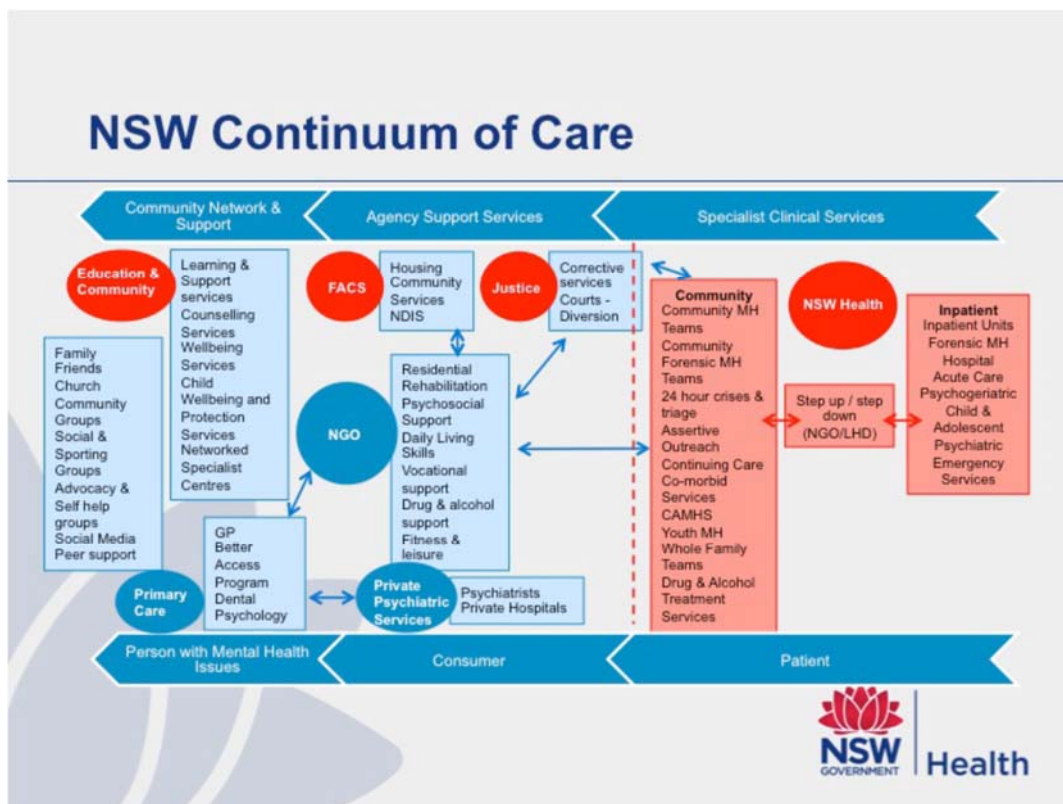 NSW Continuum of Care
Community Network &
Support
Agency Support Services
Specialist Clinical Services
Education &
Community
Learning &
Support
services
Counselling
Services
Wellbeing
Services
Child
Wellbeing and
Protection
Services
Networked
Specialist
Centres
Family
Friends
Church
Community
Groups
Social &
Sporting
Groups
Advocacy &
Self help
groups
Social Media
Peer support
Primary
Care
GP
Better
Access
Program
Dental
Psychology
FACS
Housing
Community
Services
NDIS
Justice
Corrective
services
Courts -
Diversion
NGO
Residential
Rehabilitation
Psychosocial
Support
Daily Living
Skills
Vocational
support
Drug & alcohol
support
Fitness &
leisure
Private
Psychiatric
Services
Psychiatrists
Private Hospitals
Community
Community MH
Teams
Community
Forensic MH
Teams
24 hour crises &
triage
Assertive
Outreach
Continuing Care
Co-morbid
Services
CAMHS
Youth MH
Whole Family
Teams
Drug & Alcohol
Treatment
Services
NSW Health
Step up / step
down
(NGO/LHD)
Inpatient
Inpatient Units
Forensic MH
Hospital
Acute Care
Psychogeriatric
Child &
Adolescent
Psychiatric
Emergency
Services
Person with Mental Health
Issues
Consumer
Patient
NSW
GOVERNMENT
Health